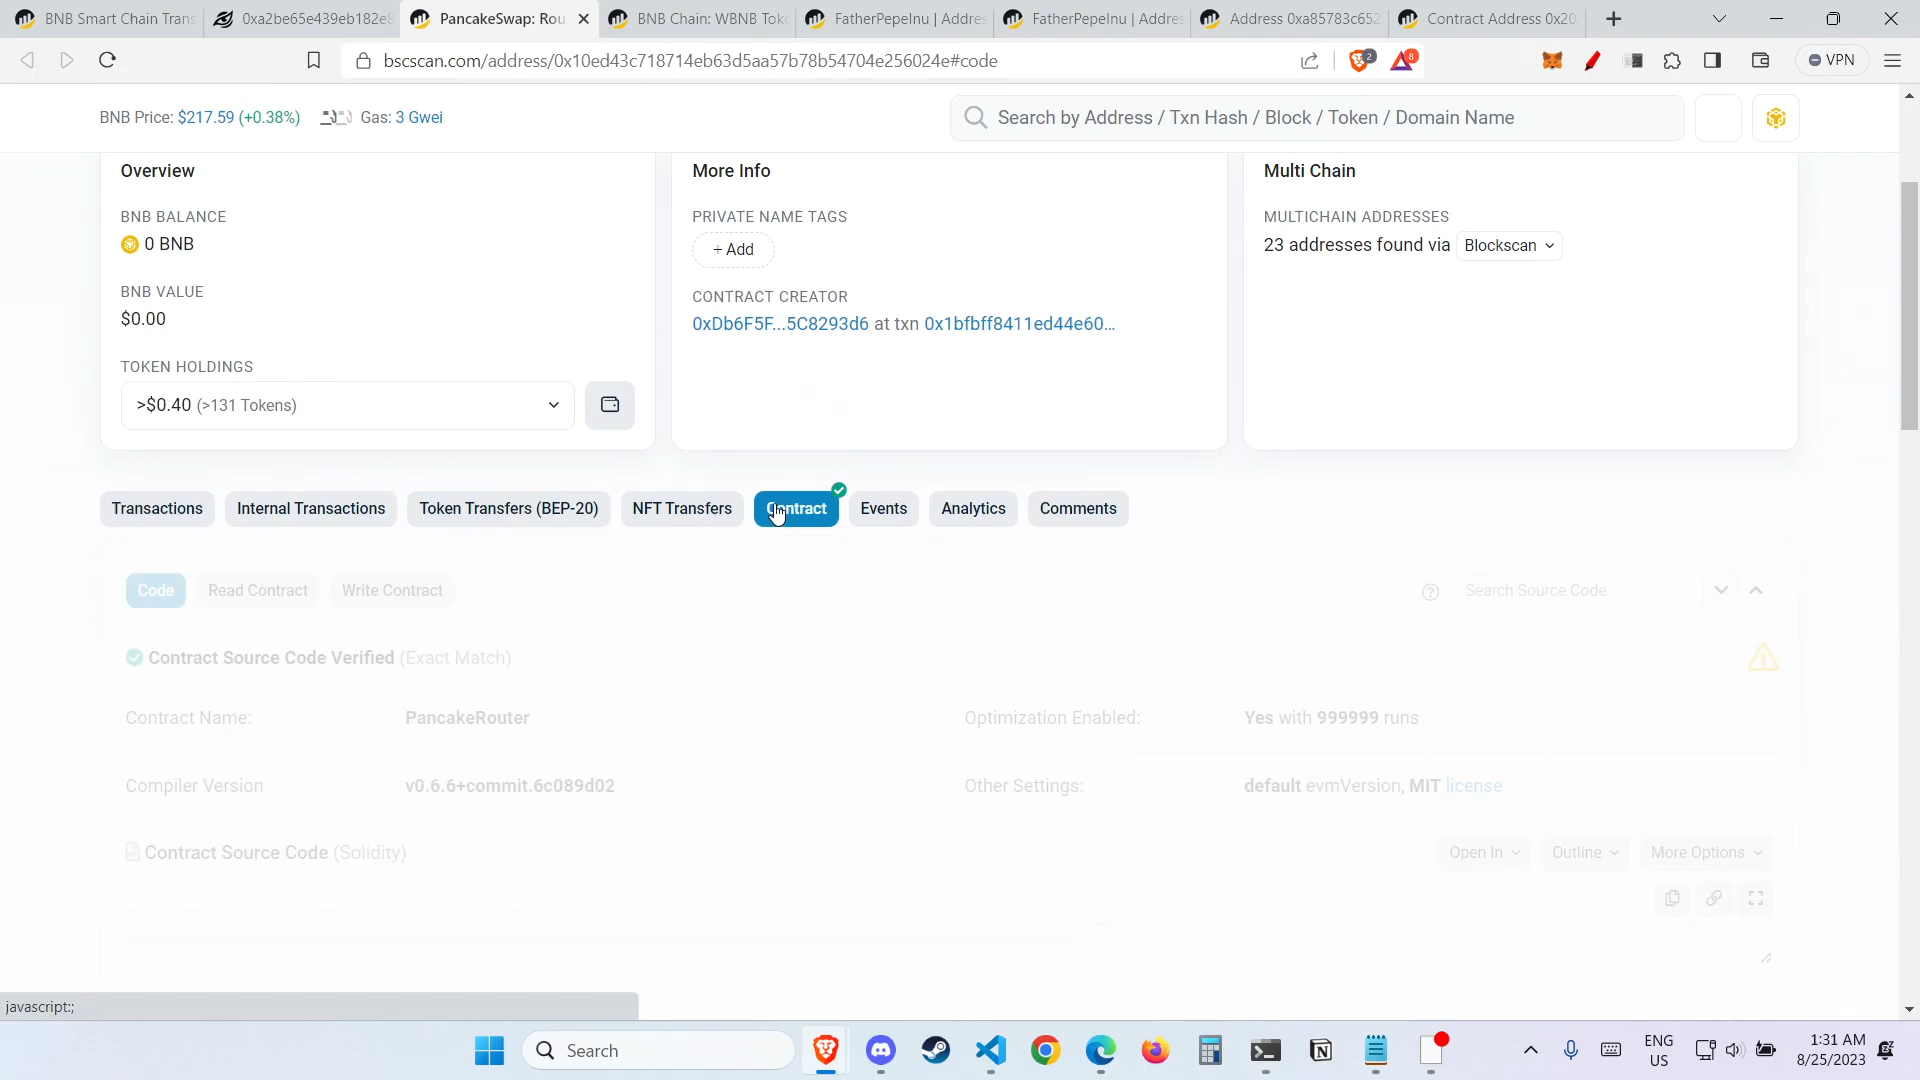 BNB Smart Chain Trans
0xa2be65e439eb182e8
PancakeSwap: Rou
BNB Chain: WBNB Toke
FatherPepeInu | Addres
FatherPepeInu | Addres
Address 0xa85783c652
Contract Address 0x20
bscscan.com/address/0x10ed43c718714eb63d5aa57b78b54704e256024e#code
2
8
VPN
BNB Price: $217.59 (+0.38%) Gas: 3 Gwei
Search by Address / Txn Hash / Block / Token / Domain Name
Overview
BNB BALANCE
0 BNB
BNB VALUE
$0.00
TOKEN HOLDINGS
>$0.40 (>131 Tokens)
More Info
PRIVATE NAME TAGS
+ Add
CONTRACT CREATOR
0xDb6F5F...5C8293d6 at txn 0x1bfbff8411ed44e60...
Multi Chain
MULTICHAIN ADDRESSES
23 addresses found via Blockscan
Transactions Internal Transactions Token Transfers (BEP-20) NFT Transfers Contract Events Analytics Comments
Code Read Contract Write Contract
Search Source Code
Contract Source Code Verified (Exact Match)
Contract Name: PancakeRouter Optimization Enabled: Yes with 999999 runs
Compiler Version v0.6.6+commit.6c089d02 Other Settings: default evmVersion, MIT license
Contract Source Code (Solidity) Open In Outline More Options
javascript:;
Search
ENG
US
1:31 AM
8/25/2023